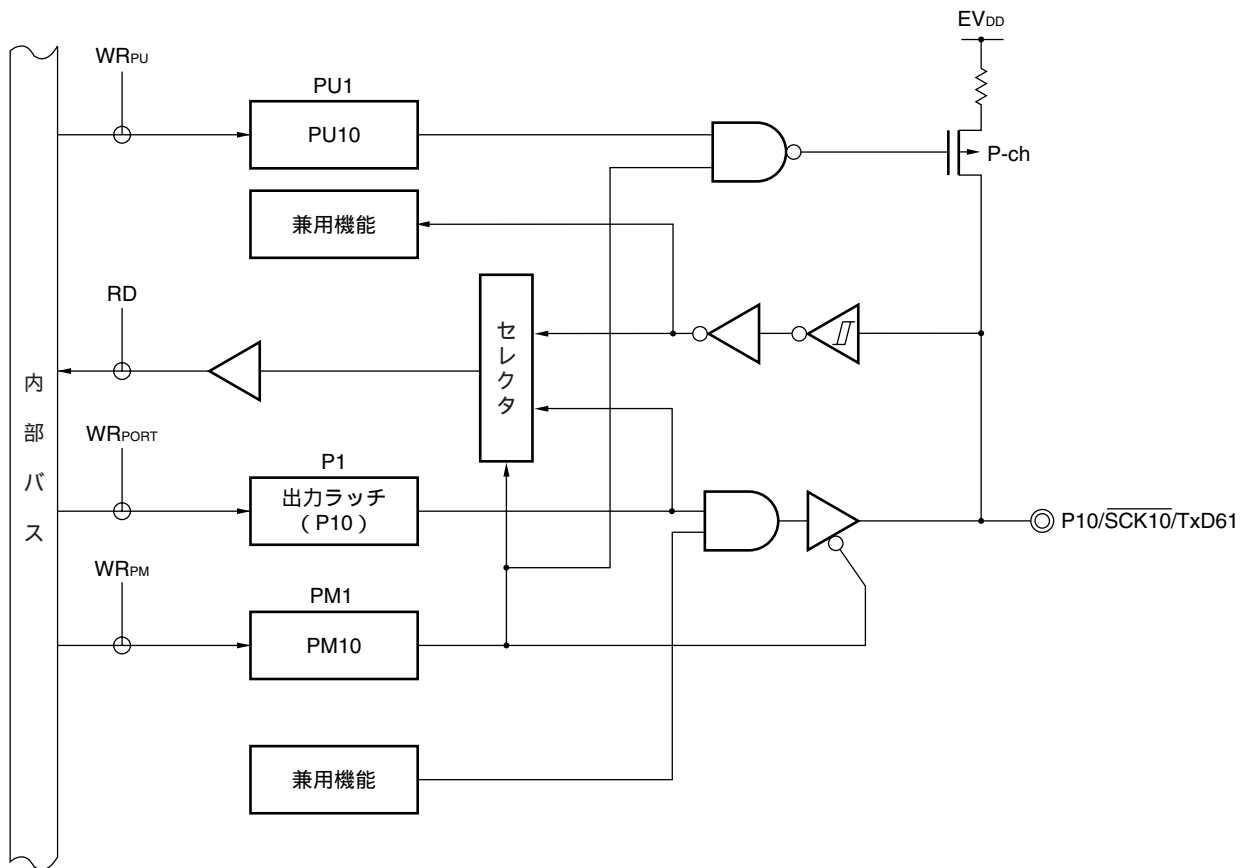 EVDD
WRPU
PU1
PU10
P-ch
兼用機能
RD
セレクタ
内部バス
WRPORT
P1
出力ラッチ
（P10）
P10/SCK10/TxD61
WRPM
PM1
PM10
兼用機能